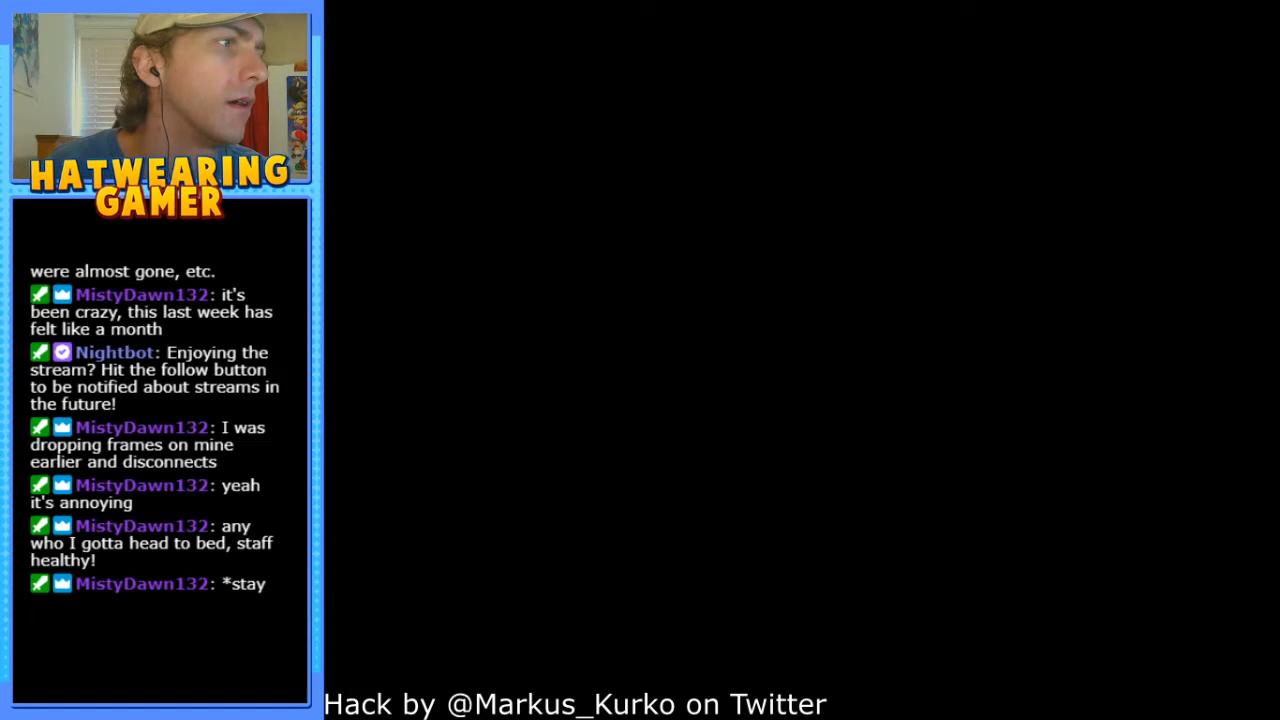 HATWEARING
GAMER
were almost gone, etc.
MistyDawn132: it's
been crazy, this last week has
felt like a month
Nightbot: Enjoying the
stream? Hit the follow button
to be notified about streams in
the future!
MistyDawn132: I was
dropping frames on mine
earlier and disconnects
MistyDawn132: yeah
it's annoying
MistyDawn132: any
who I gotta head to bed, staff
healthy!
MistyDawn132: *stay
Hack by @Markus_Kurko on Twitter